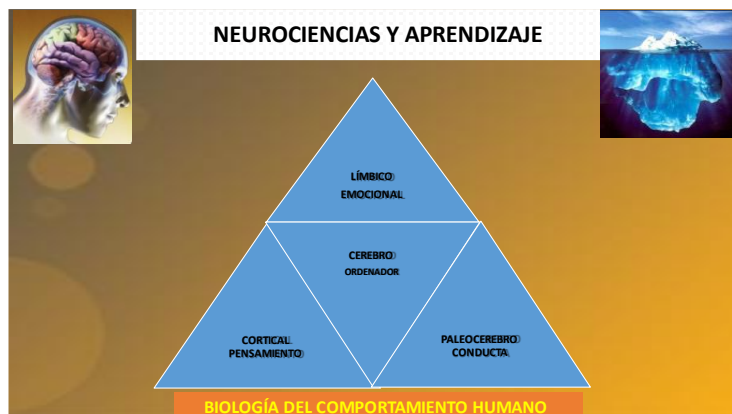 NEUROCIENCIAS Y APRENDIZAJE
LÍMBICO
EMOCIONAL
CEREBRO
ORDENADOR
CORTICAL
PENSAMIENTO
PALEOCEREBRO
CONDUCTA
BIOLOGÍA DEL COMPORTAMIENTO HUMANO